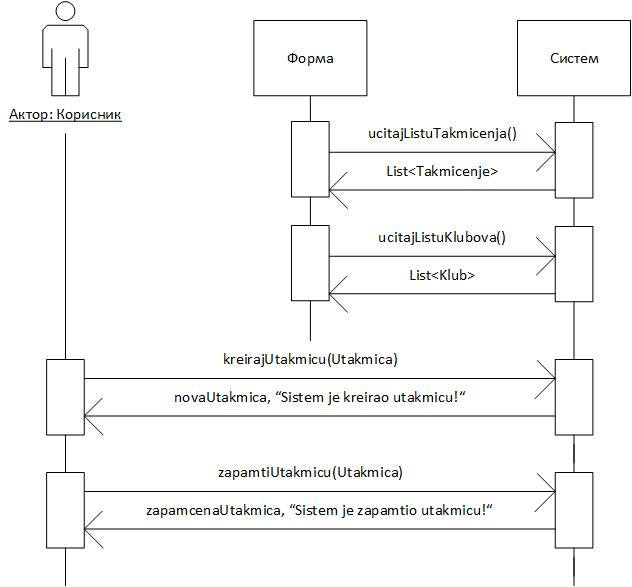 Форма
Систем
Актор: Корисник
ucitajListuTakmicenja()
List<Takmicenje>
ucitajListuKlubova()
List<Klub>
kreirajUtakmicu(Utakmica)
novaUtakmica, “Sistem je kreirao utakmicu!“
zapamtiUtakmicu(Utakmica)
zapamcenaUtakmica, “Sistem je zapamtio utakmicu!“